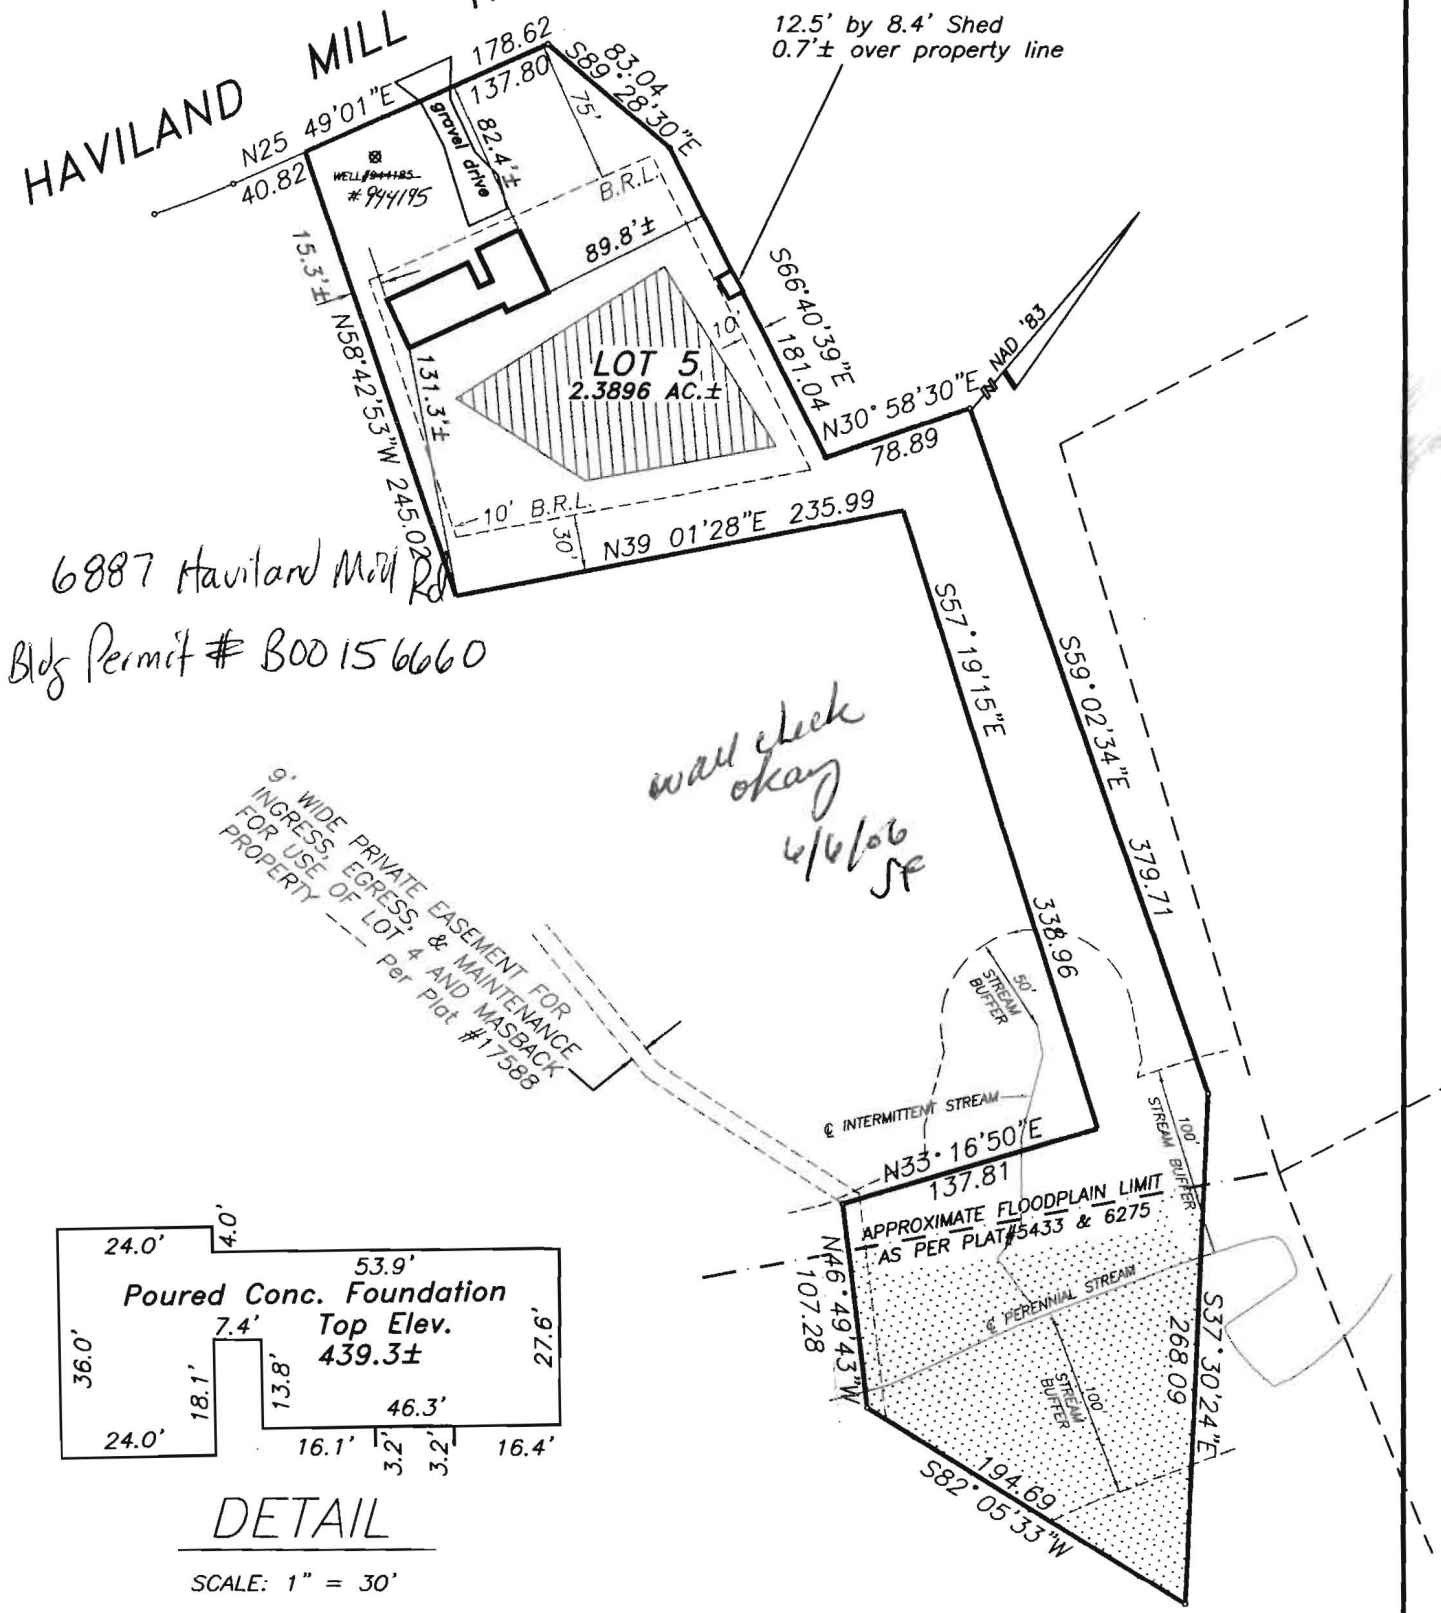 HAVILAND MILL
12.5' by 8.4' Shed
0.7'± over property line
N25 49'01"E
178.62
40.82
137.80
83.04
S89°28'30"E
75'
gravel drive
82.4'±
#944195
B.R.L.
15.3'±
89.8'±
S66°40'39"E
181.04
10'
LOT 5
2.3896 AC.±
131.3'±
N58°42'53"W 245.02
NAD '83
N30°58'30"E
78.89
10' B.R.L.
30'
N39 01'28"E 235.99
6887 Haviland Mill Rd
Bldg Permit # B00156660
S57°19'15"E
338.96
S59°02'34"E
379.71
wall check
okay
6/6/06
9' WIDE PRIVATE EASEMENT FOR
INGRESS, EGRESS, & MAINTENANCE
FOR USE OF LOT 4 AND MASBACK
PROPERTY --- Per Plat #17588
50'
STREAM
BUFFER
℄ INTERMITTENT STREAM
100'
STREAM BUFFER
N33°16'50"E
137.81
APPROXIMATE FLOODPLAIN LIMIT
AS PER PLAT#5433 & 6275
N46°49'43"W
107.28
℄ PERENNIAL STREAM
100'
STREAM
BUFFER
S37°30'24"E
268.09
194.69
S82°05'33"W
24.0'
4.0'
53.9'
Poured Conc. Foundation
Top Elev.
439.3±
7.4'
36.0'
18.1'
13.8'
27.6'
46.3'
24.0'
16.1'
3.2'
3.2'
16.4'
DETAIL
SCALE: 1" = 30'